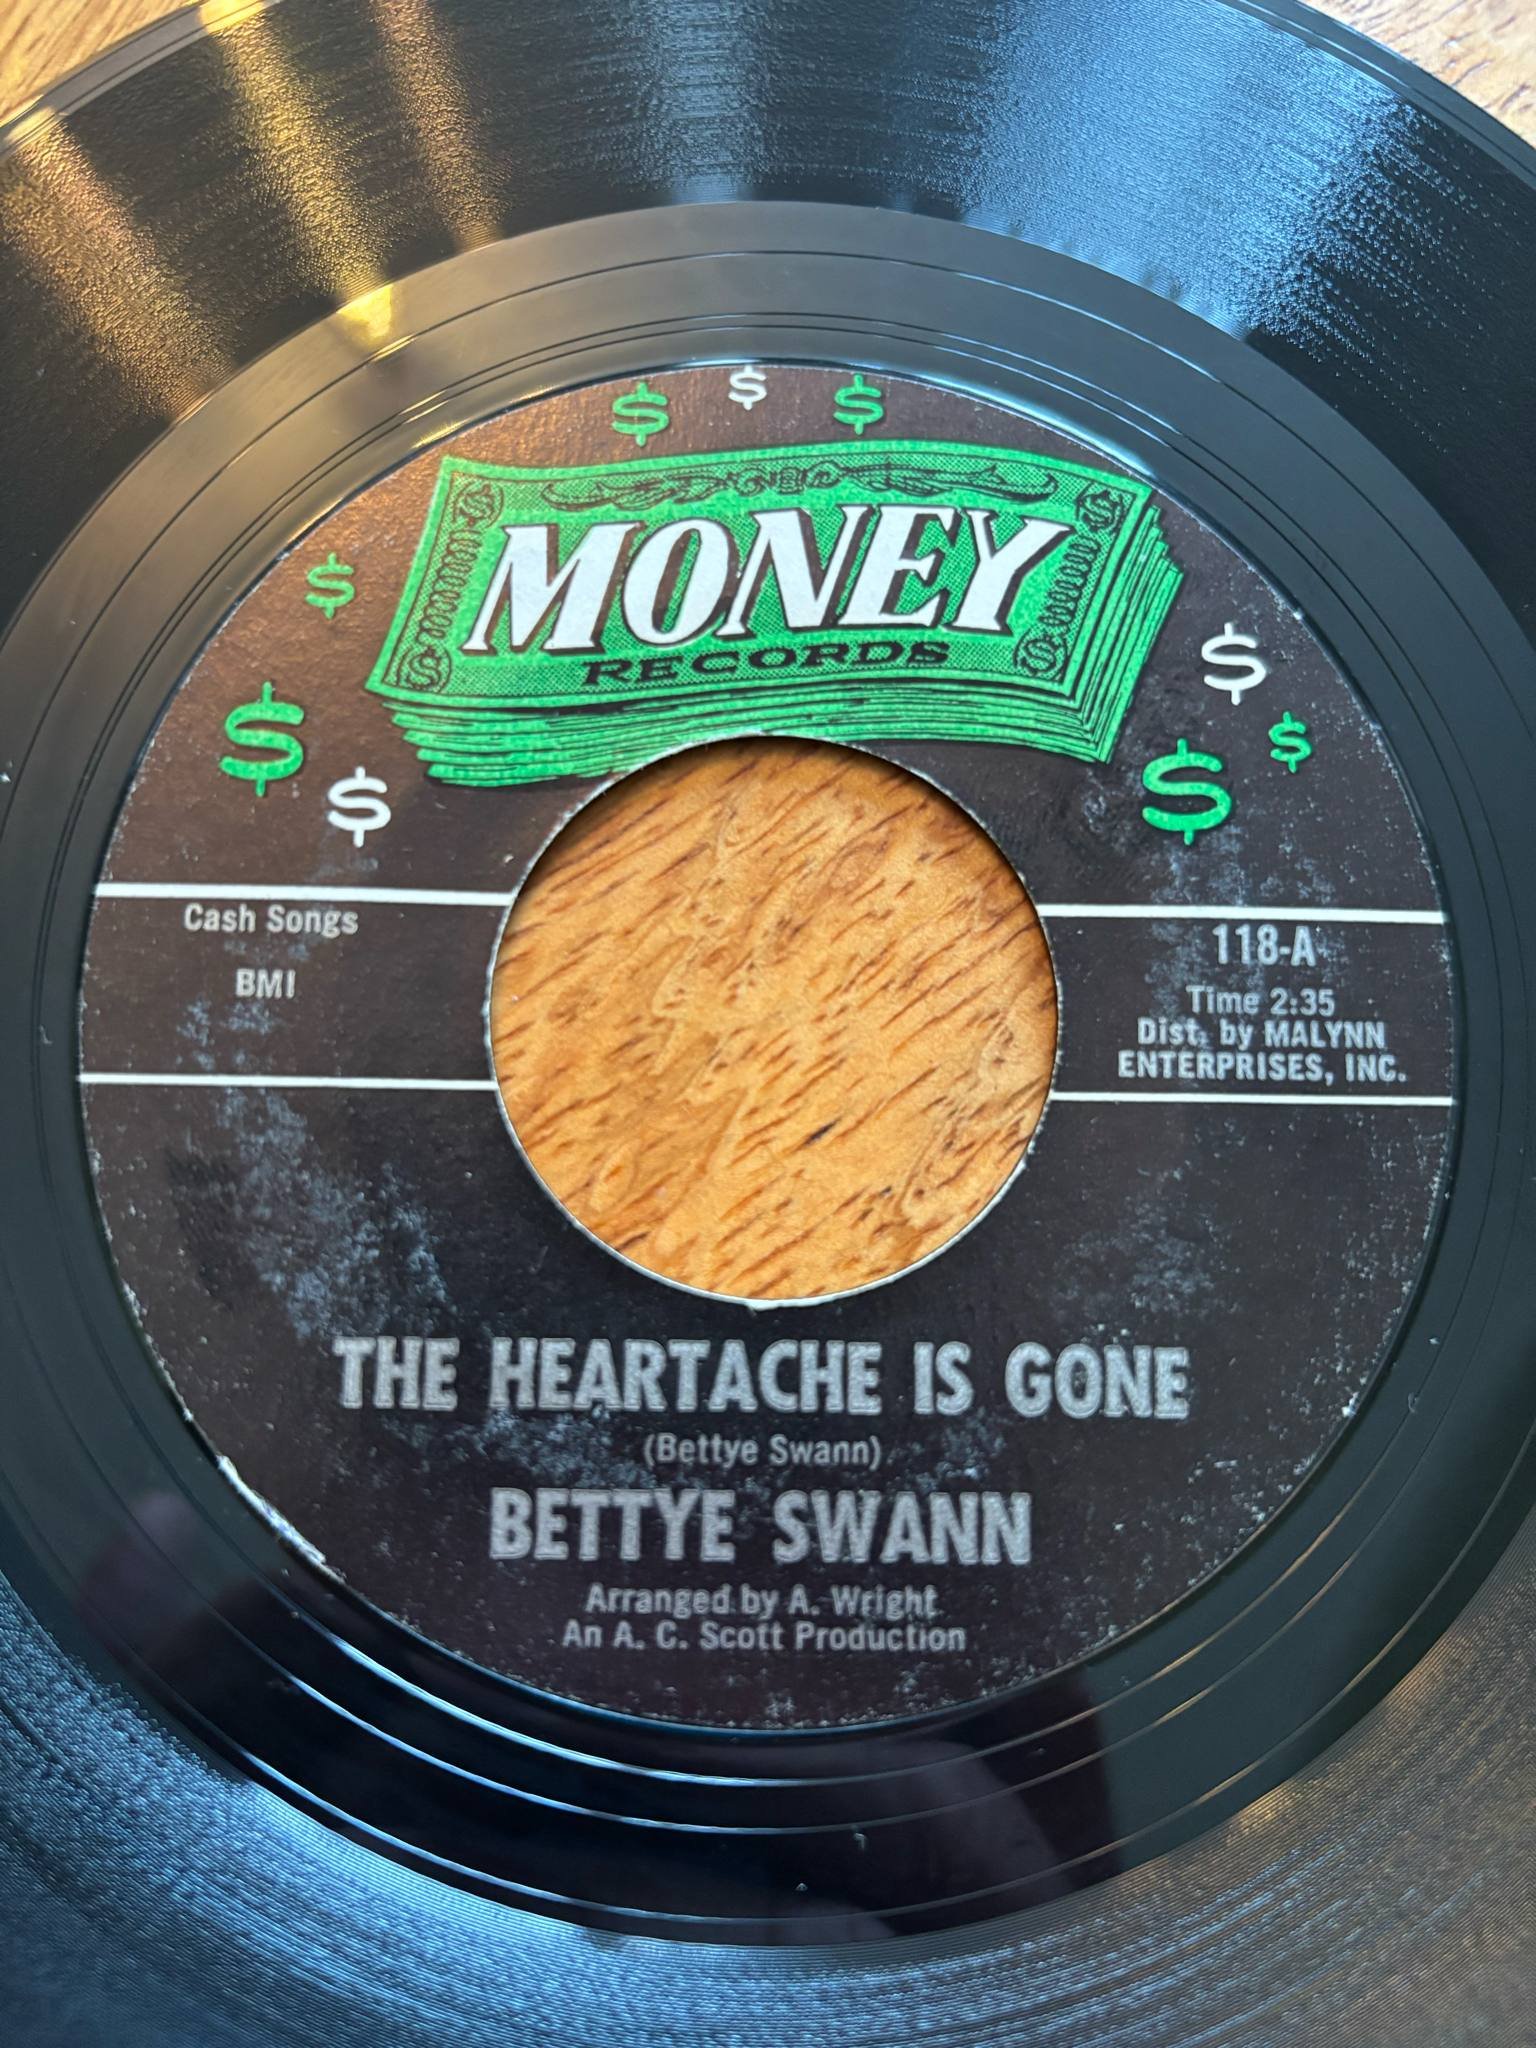 MONEY
RECORDS
Cash Songs
BMI
118-A
Time 2:35
Dist. by MALYNN
ENTERPRISES, INC.
THE HEARTACHE IS GONE
(Bettye Swann)
BETTYE SWANN
Arranged by A. Wright
An A. C. Scott Production